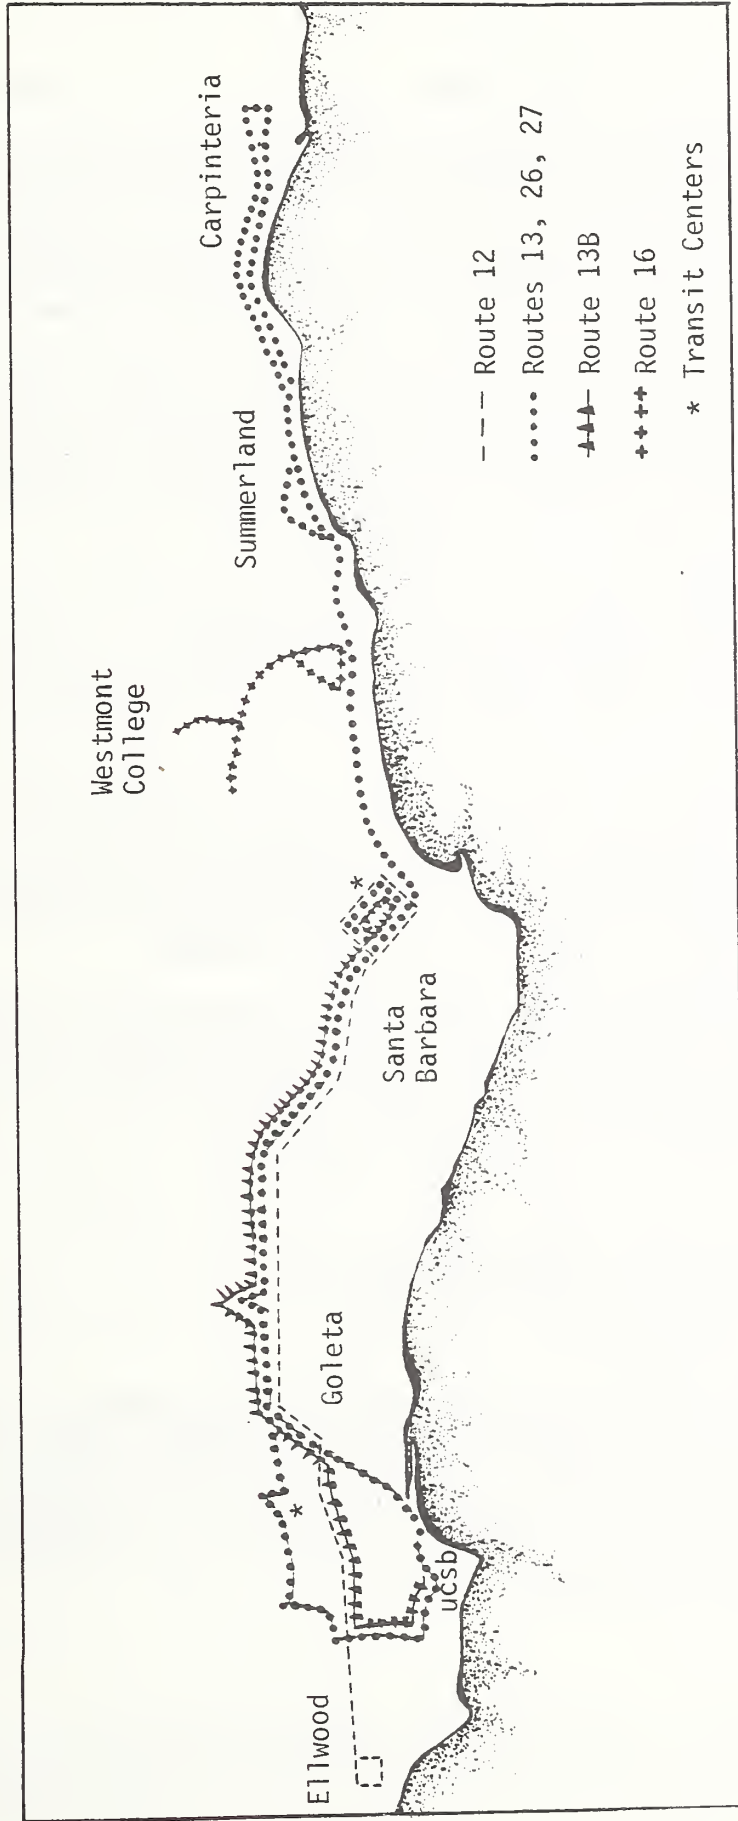 Ellwood
ucsb
Goleta
Santa
Barbara
Westmont
College
Summerland
Carpinteria
--- Route 12
••••• Routes 13, 26, 27
Route 13B
++++ Route 16
* Transit Centers
*
*